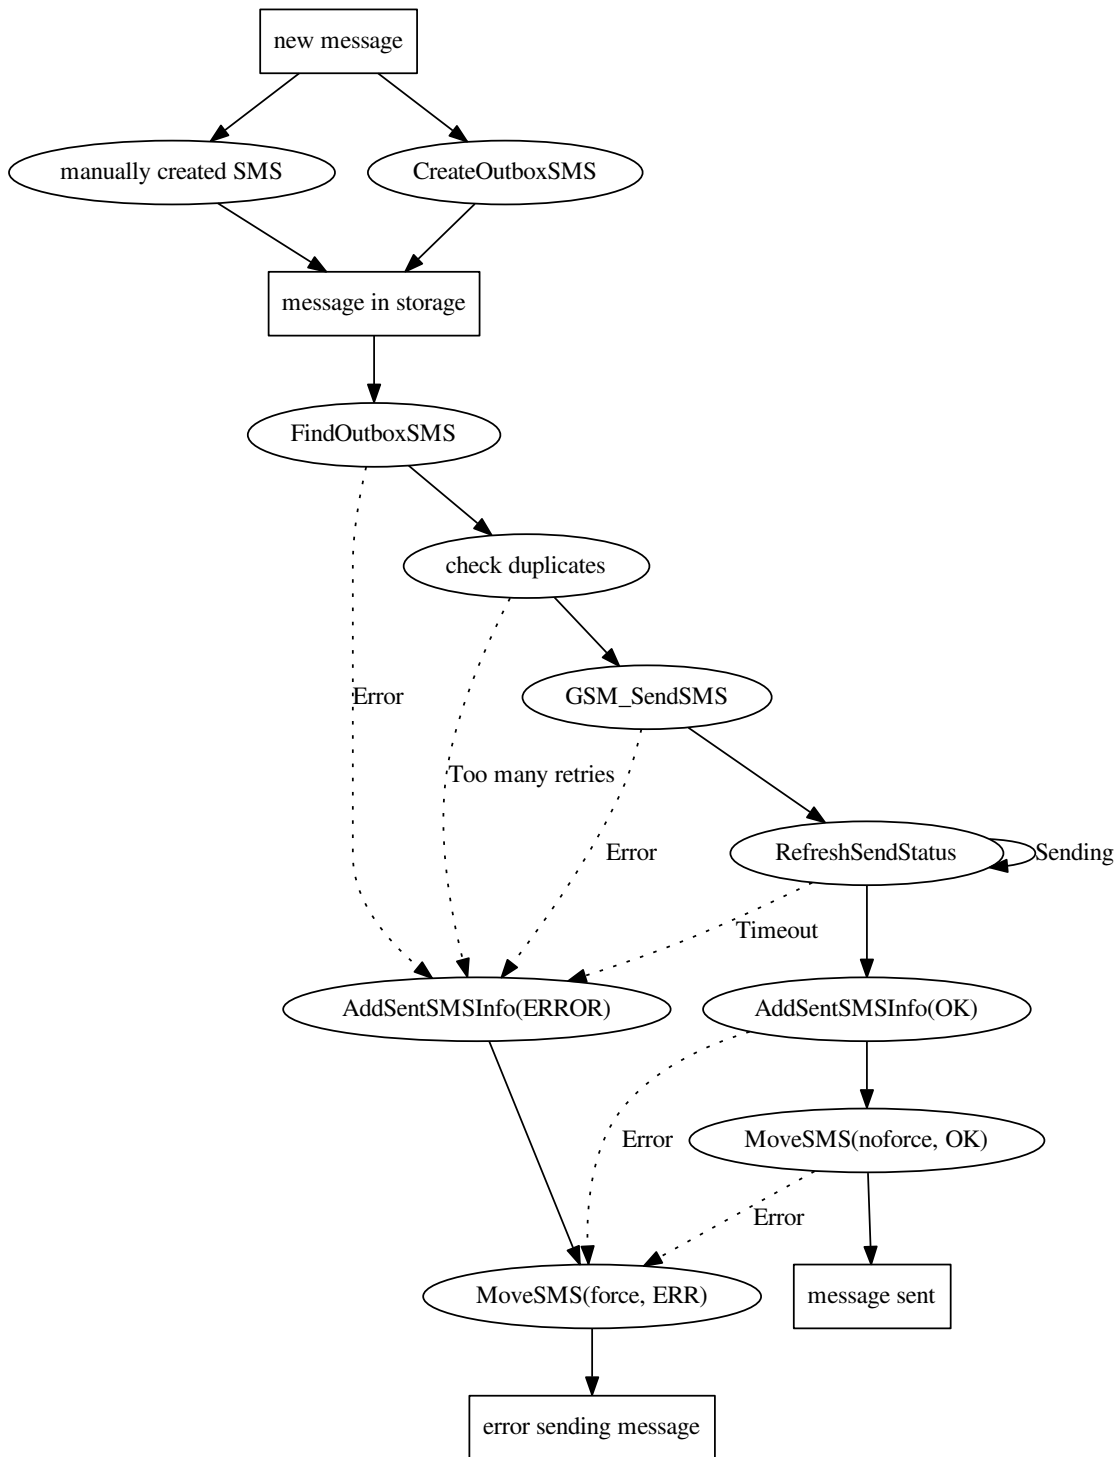 new message
manually created SMS
CreateOutboxSMS
message in storage
FindOutboxSMS
check duplicates
Error
GSM_SendSMS
Too many retries
Error
RefreshSendStatus
Sending
Timeout
AddSentSMSInfo(ERROR)
AddSentSMSInfo(OK)
Error
MoveSMS(noforce, OK)
Error
MoveSMS(force, ERR)
message sent
error sending message